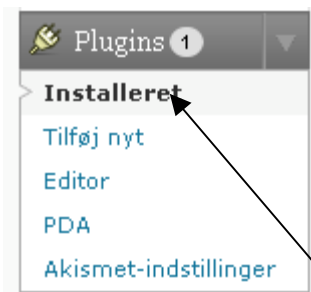 Plugins 1
Installeret
Tilføj nyt
Editor
PDA
Akismet-indstillinger